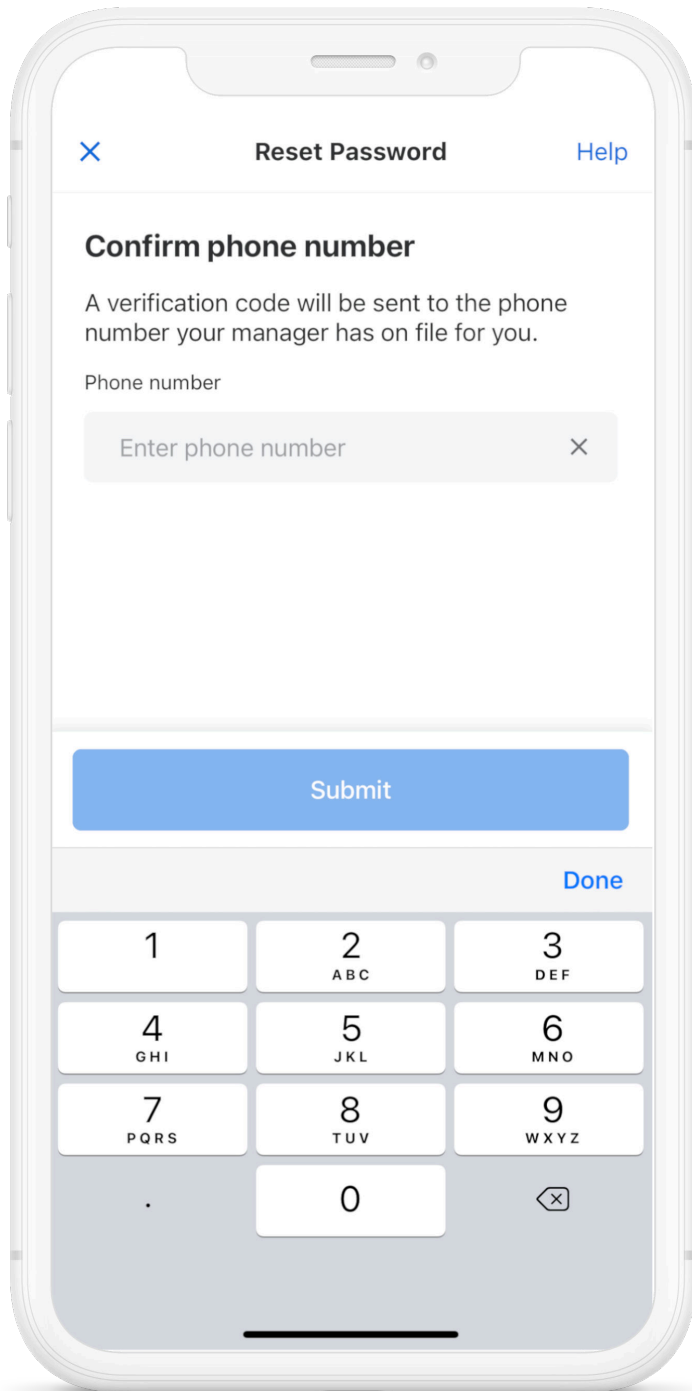 Reset Password
Help
Confirm phone number
A verification code will be sent to the phone
number your manager has on file for you.
Phone number
Enter phone number
Submit
Done
1
2
3
ABC
DEF
4
5
6
GHI
JKL
MNO
7
8
9
PQRS
TUV
WXYZ
.
0